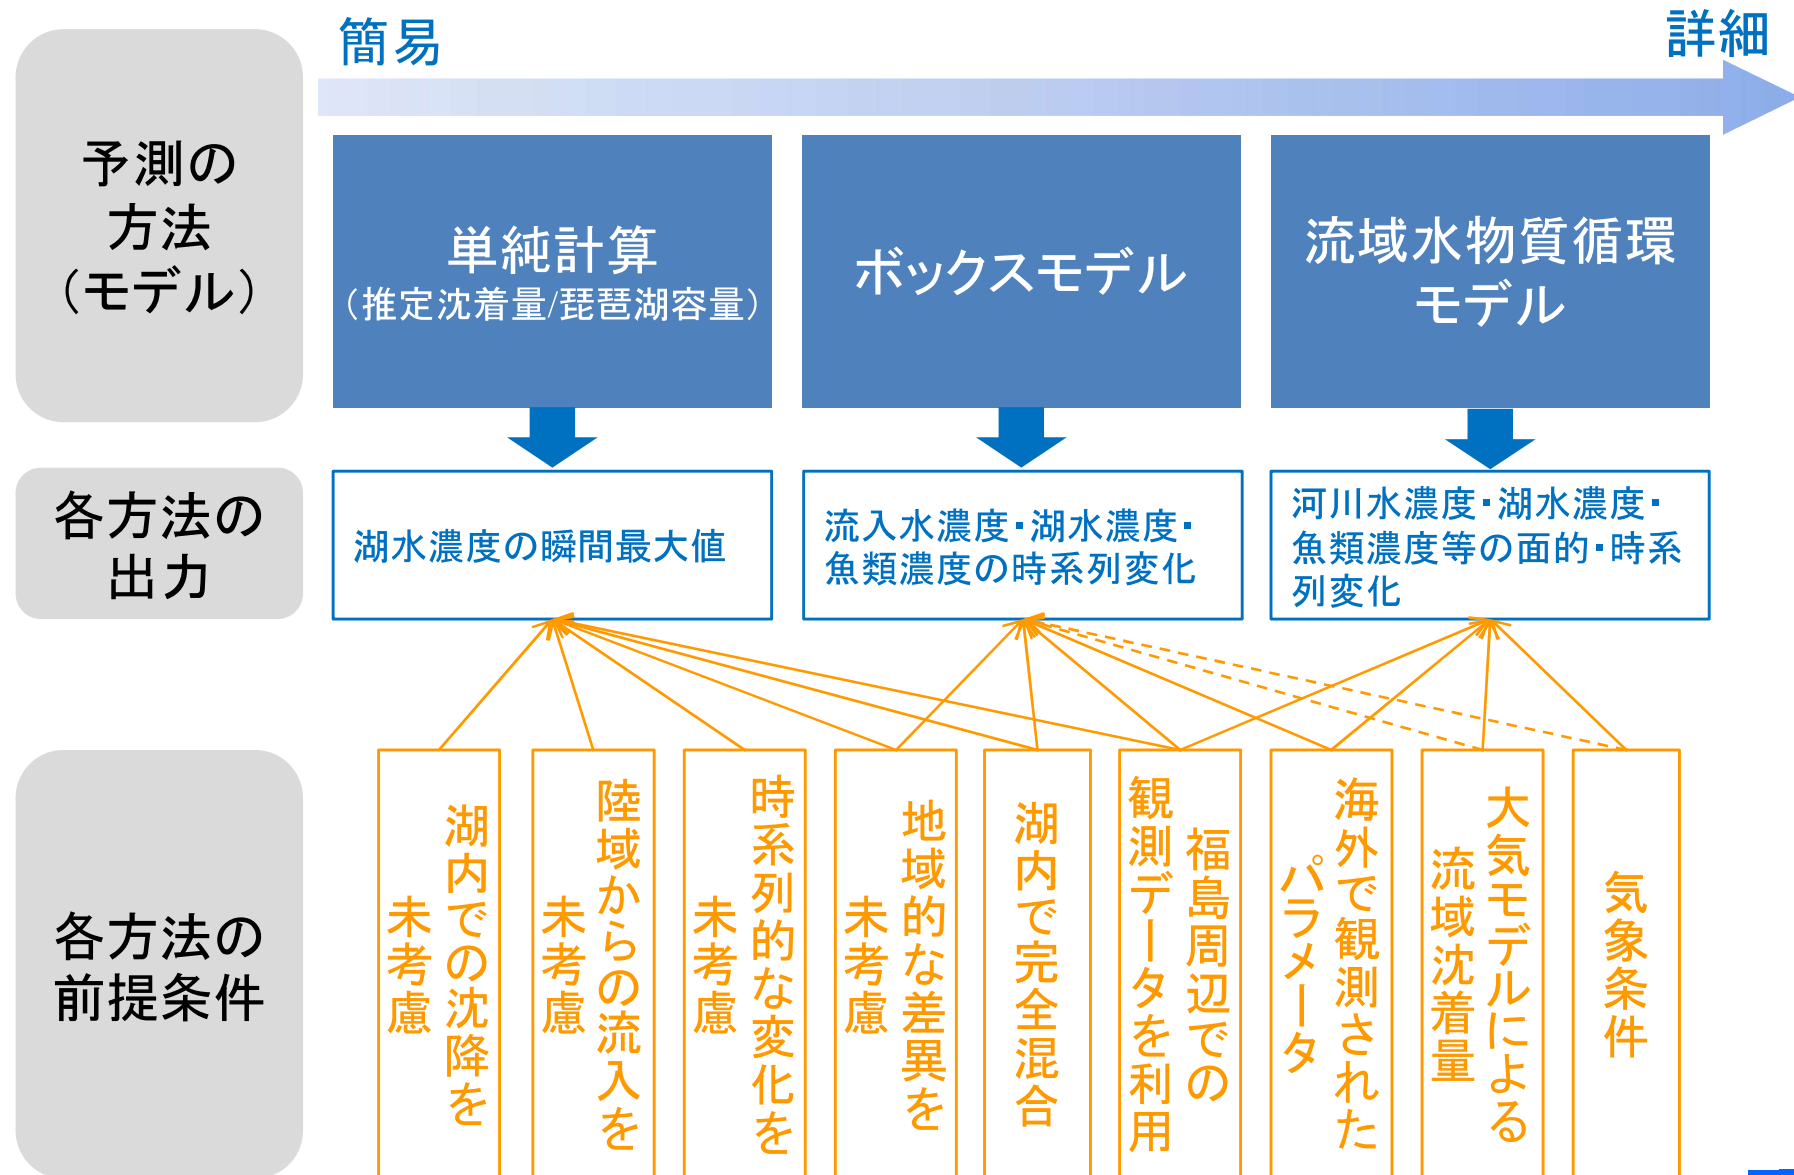 簡易
詳細
予測の
方法
（モデル）
単純計算
（推定沈着量/琵琶湖容量）
ボックスモデル
流域水物質循環
モデル
各方法の
出力
湖水濃度の瞬間最大値
流入水濃度・湖水濃度・
魚類濃度の時系列変化
河川水濃度・湖水濃度・
魚類濃度等の面的・時系
列変化
各方法の
前提条件
湖内での沈降を
未考慮
陸域からの流入を
未考慮
時系列的な変化を
未考慮
地域的な差異を
未考慮
湖内で完全混合
福島周辺での
観測データを利用
海外で観測された
パラメータ
大気モデルによる
流域沈着量
気象条件